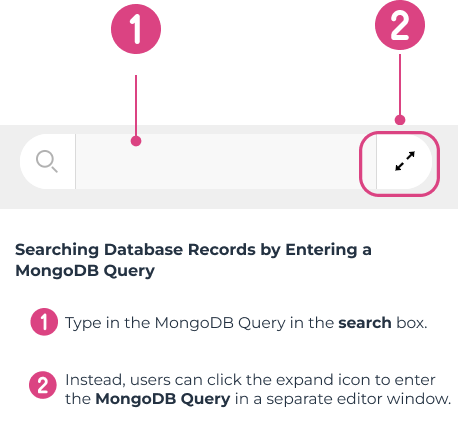 1
2
Searching Database Records by Entering a
MongoDB Query
1 Type in the MongoDB Query in the search box.
2 Instead, users can click the expand icon to enter
the MongoDB Query in a separate editor window.